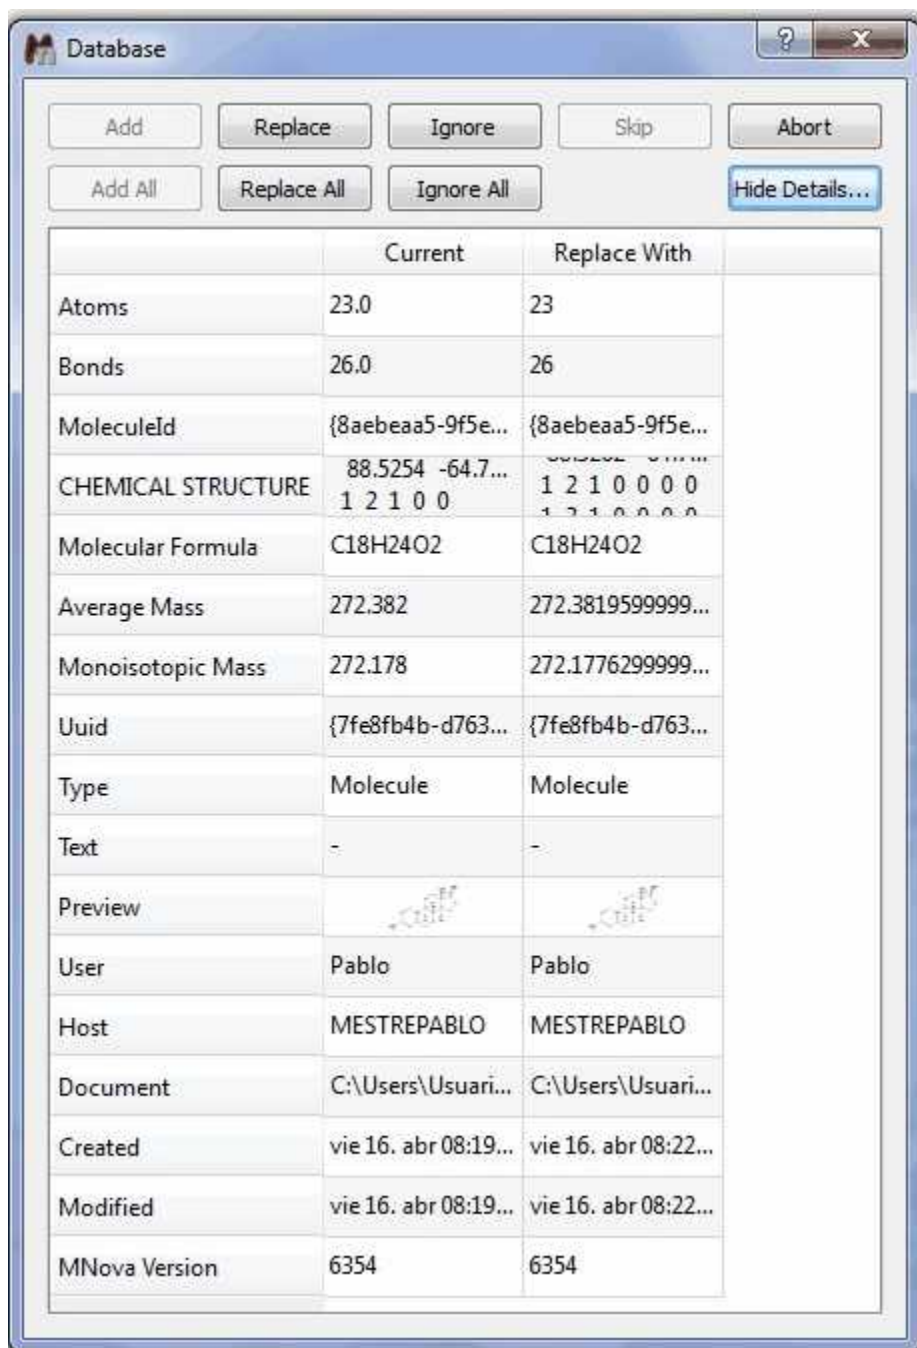 Database
Add Replace Ignore Skip Abort
Add All Replace All Ignore All Hide Details...
Current Replace With
Atoms 23.0 23
Bonds 26.0 26
MoleculeId {8aebeaa5-9f5e... {8aebeaa5-9f5e...
CHEMICAL STRUCTURE 88.5254 -64.7...
1 2 1 0 0 1 2 1 0 0 0 0
Molecular Formula C18H24O2 C18H24O2
Average Mass 272.382 272.3819599999...
Monoisotopic Mass 272.178 272.1776299999...
Uuid {7fe8fb4b-d763... {7fe8fb4b-d763...
Type Molecule Molecule
Text - -
Preview
User Pablo Pablo
Host MESTREPABLO MESTREPABLO
Document C:\Users\Usuari... C:\Users\Usuari...
Created vie 16. abr 08:19... vie 16. abr 08:22...
Modified vie 16. abr 08:19... vie 16. abr 08:22...
MNova Version 6354 6354